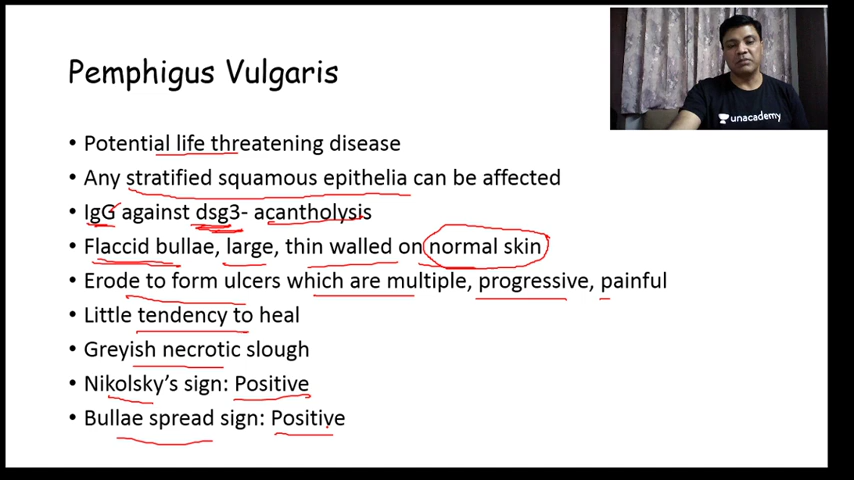 Pemphigus Vulgaris
unacademy
• Potential life threatening disease
• Any stratified squamous epithelia can be affected
• IgG against dsg3- acantholysis
• Flaccid bullae, large, thin walled on normal skin
• Erode to form ulcers which are multiple, progressive, painful
• Little tendency to heal
• Greyish necrotic slough
• Nikolsky's sign: Positive
• Bullae spread sign: Positive